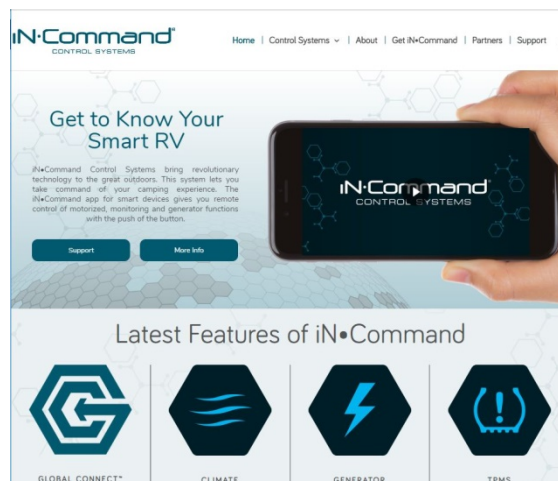 iN•Command®
CONTROL SYSTEMS
Home | Control Systems | About | Get iN•Command | Partners | Support
Get to Know Your
Smart RV
iN•Command Control Systems bring revolutionary
technology to the great outdoors. This system lets you
take command of your camping experience. The
iN•Command app for smart devices gives you remote
control of motorized, monitoring and generator functions
with the push of the button.
Support
More Info
iN•Command®
CONTROL SYSTEMS
Latest Features of iN•Command
GLOBAL CONNECT™
CLIMATE
GENERATOR
TPMS